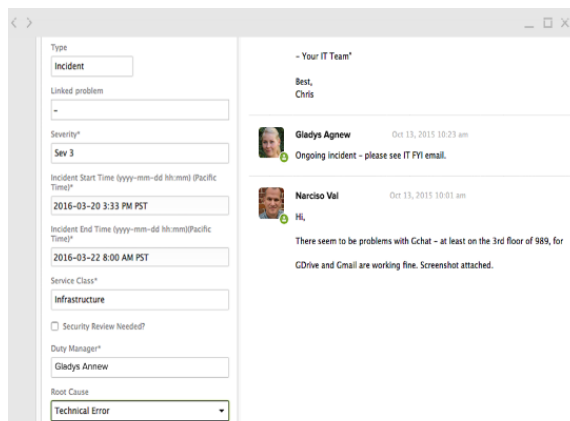 Type
Incident
Linked problem
-
Severity*
Sev 3
Incident Start Time (yyyy-mm-dd hh:mm) (Pacific
Time)*
2016-03-20 3:33 PM PST
Incident End Time (yyyy-mm-dd hh:mm)(Pacific
Time)*
2016-03-22 8:00 AM PST
Service Class*
Infrastructure
Security Review Needed?
Duty Manager*
Gladys Annew
Root Cause
Technical Error
– Your IT Team"
Best,
Chris
Gladys Agnew Oct 13, 2015 10:23 am
Ongoing incident – please see IT FYI email.
Narciso Val Oct 13, 2015 10:01 am
Hi,
There seem to be problems with Gchat – at least on the 3rd floor of 989, for
GDrive and Gmail are working fine. Screenshot attached.